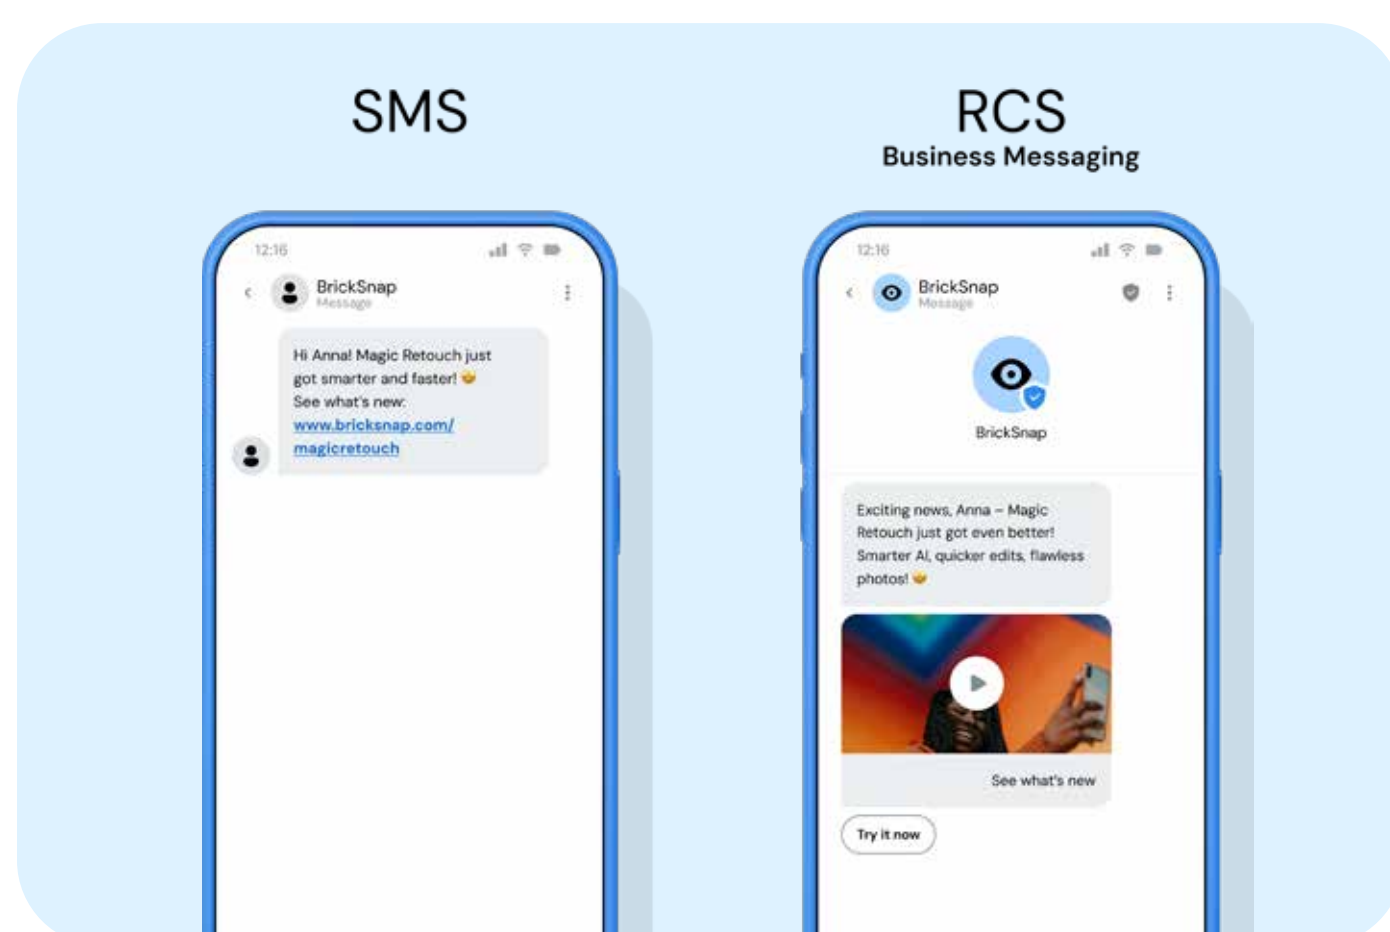 SMS
12:16
BrickSnap
Message
Hi Anna! Magic Retouch just
got smarter and faster! 🤩
See what's new:
www.bricksnap.com/
magicretouch
RCS
Business Messaging
12:16
BrickSnap
Message
BrickSnap
Exciting news, Anna – Magic
Retouch just got even better!
Smarter AI, quicker edits, flawless
photos! 🤩
See what's new
Try it now